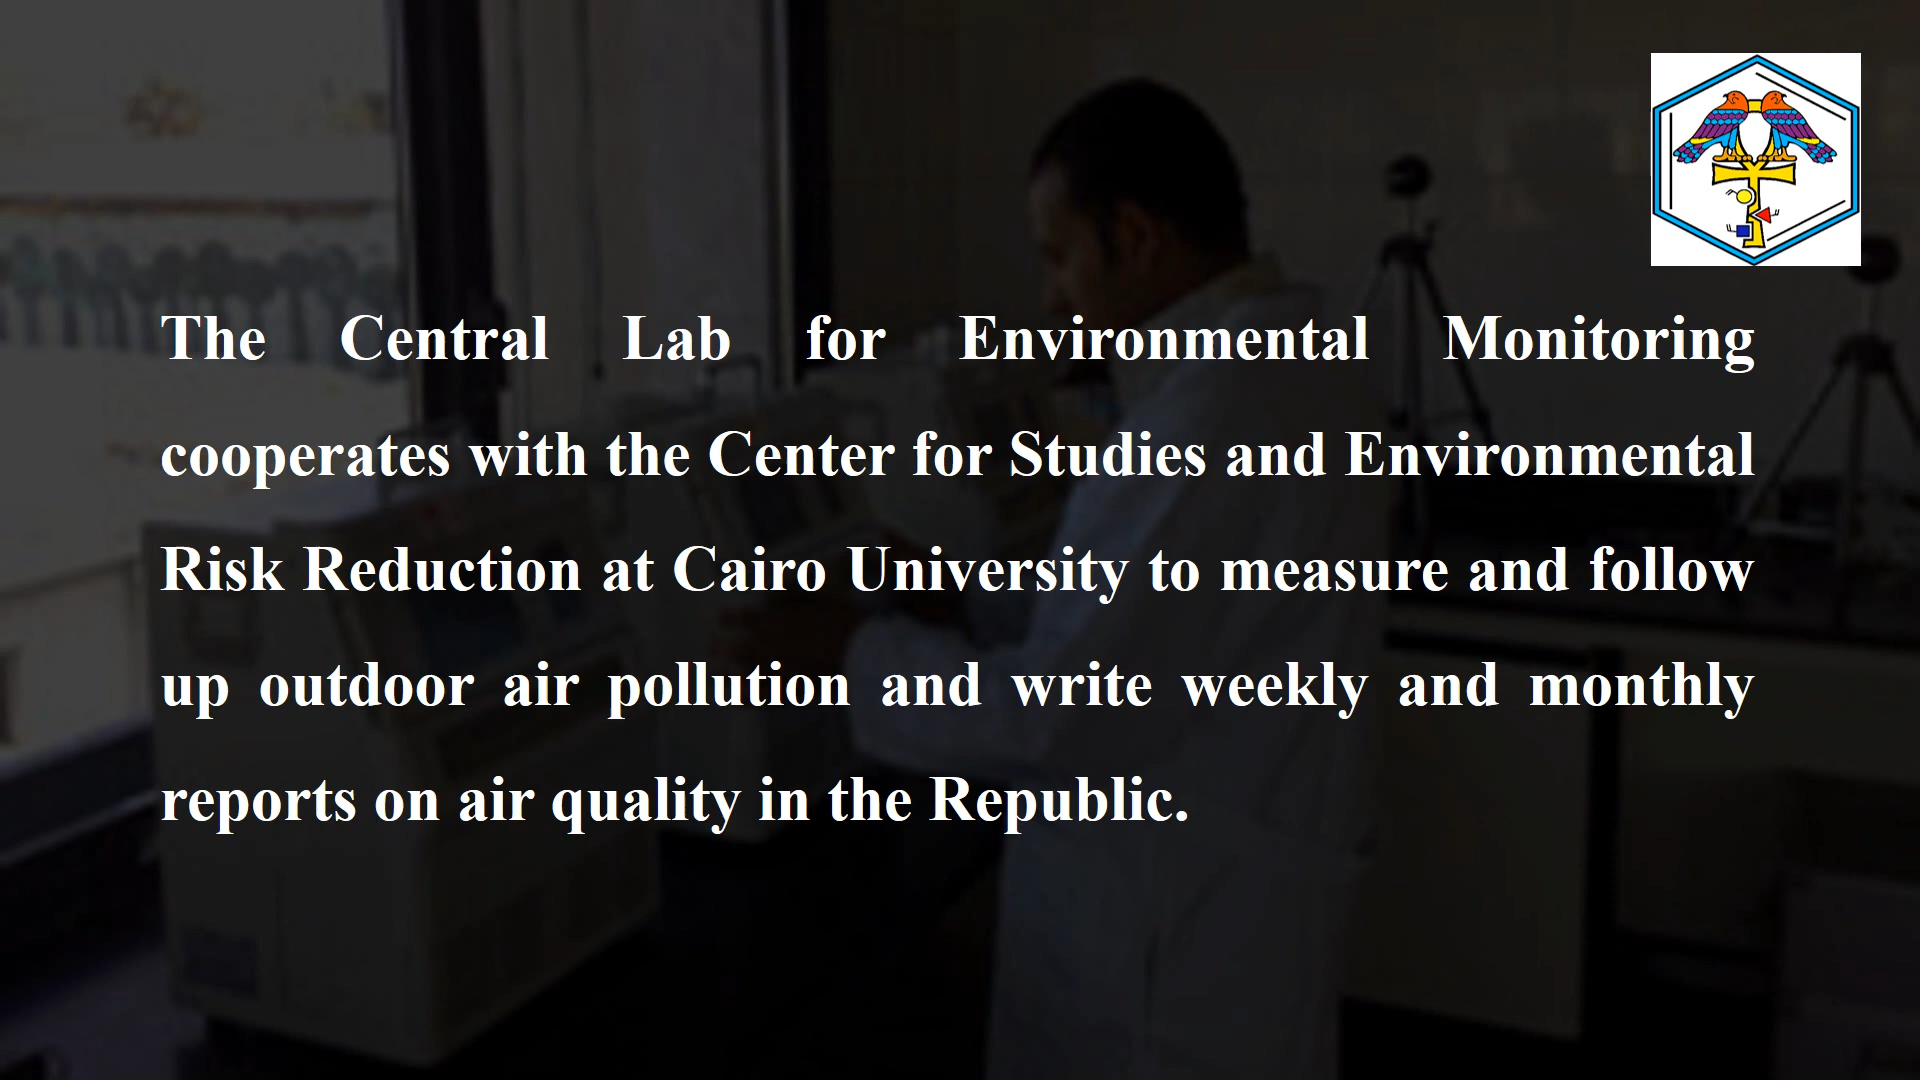 The Central Lab for Environmental Monitoring
cooperates with the Center for Studies and Environmental
Risk Reduction at Cairo University to measure and follow
up outdoor air pollution and write weekly and monthly
reports on air quality in the Republic.